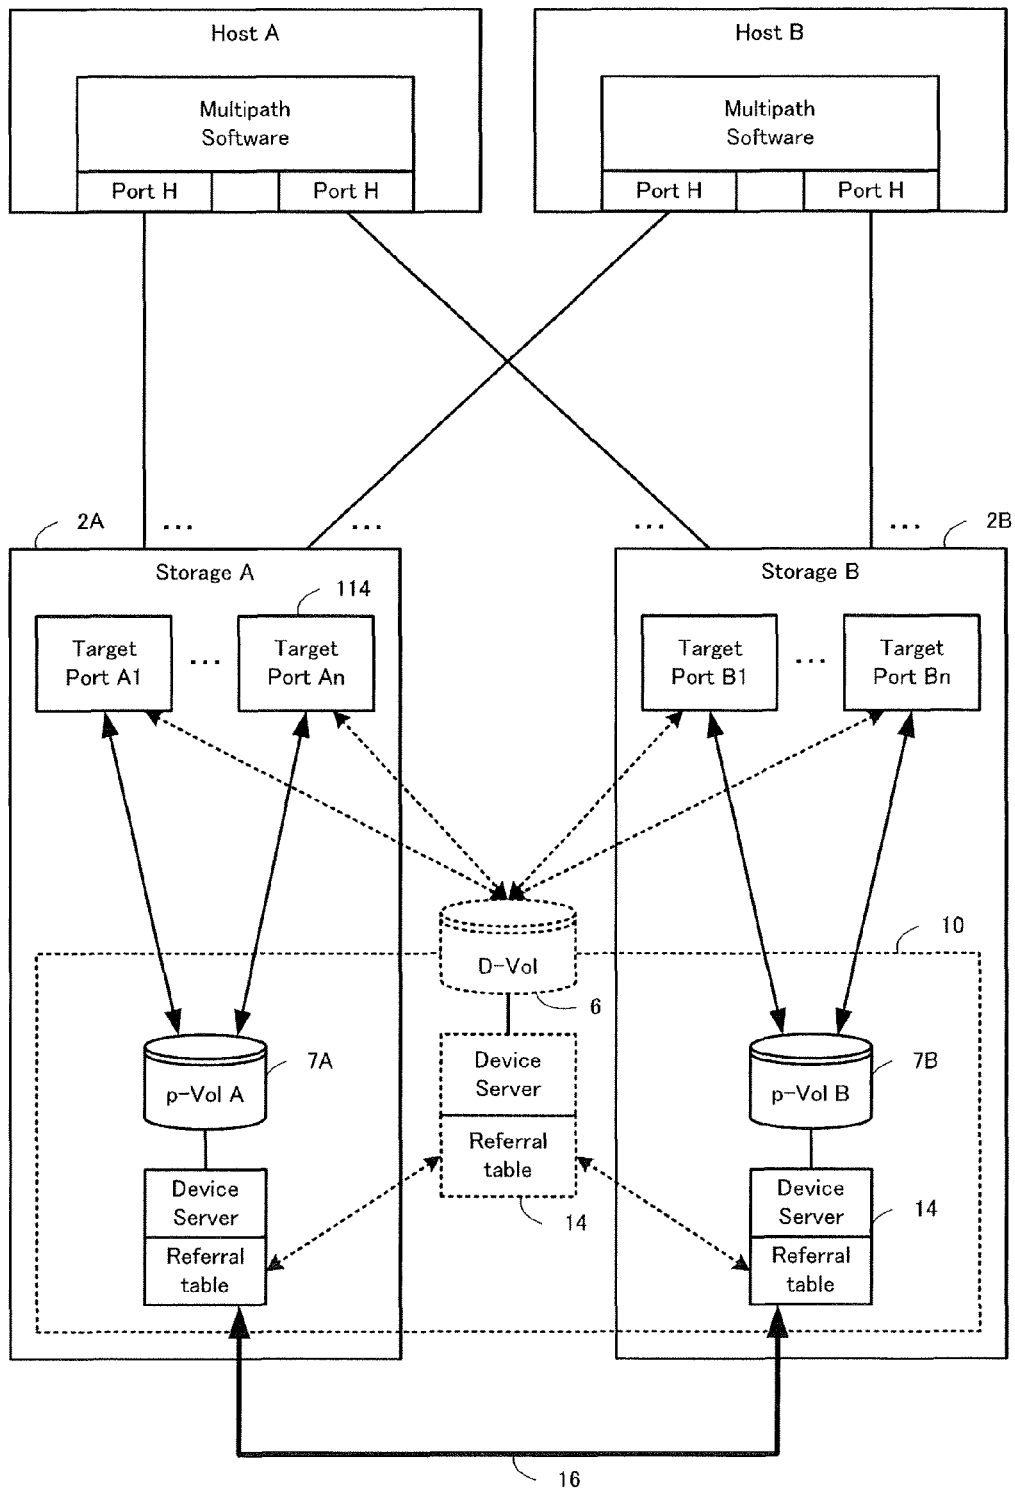 Host A
Host B
Multipath
Software
Multipath
Software
Port H
Port H
Port H
Port H
2A
...
...
...
...
2B
Storage A
Storage B
114
Target
Port A1
...
Target
Port An
Target
Port B1
...
Target
Port Bn
10
D-Vol
6
7A
7B
p-Vol A
Device
Server
p-Vol B
Referral
table
14
Device
Server
Device
Server
14
Referral
table
Referral
table
16